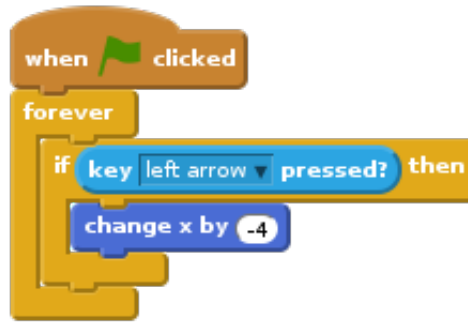 when clicked
forever
if key left arrow pressed? then
change x by -4